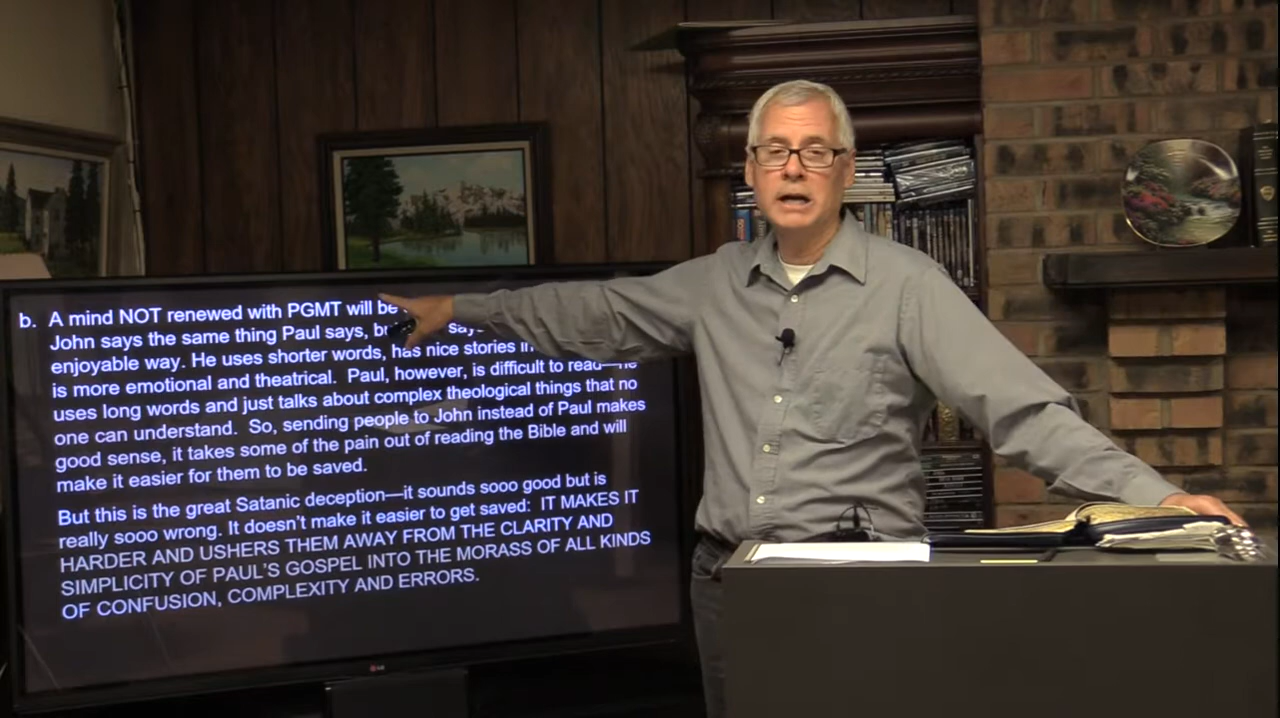 b. A mind NOT renewed with PGMT will be
John says the same thing Paul says, bu say
enjoyable way. He uses shorter words, has nice stories in
is more emotional and theatrical. Paul, however, is difficult to read—he
uses long words and just talks about complex theological things that no
one can understand. So, sending people to John instead of Paul makes
good sense, it takes some of the pain out of reading the Bible and will
make it easier for them to be saved.
But this is the great Satanic deception—it sounds sooo good but is
really sooo wrong. It doesn't make it easier to get saved: IT MAKES IT
HARDER AND USHERS THEM AWAY FROM THE CLARITY AND
SIMPLICITY OF PAUL'S GOSPEL INTO THE MORASS OF ALL KINDS
OF CONFUSION, COMPLEXITY AND ERRORS.
LG